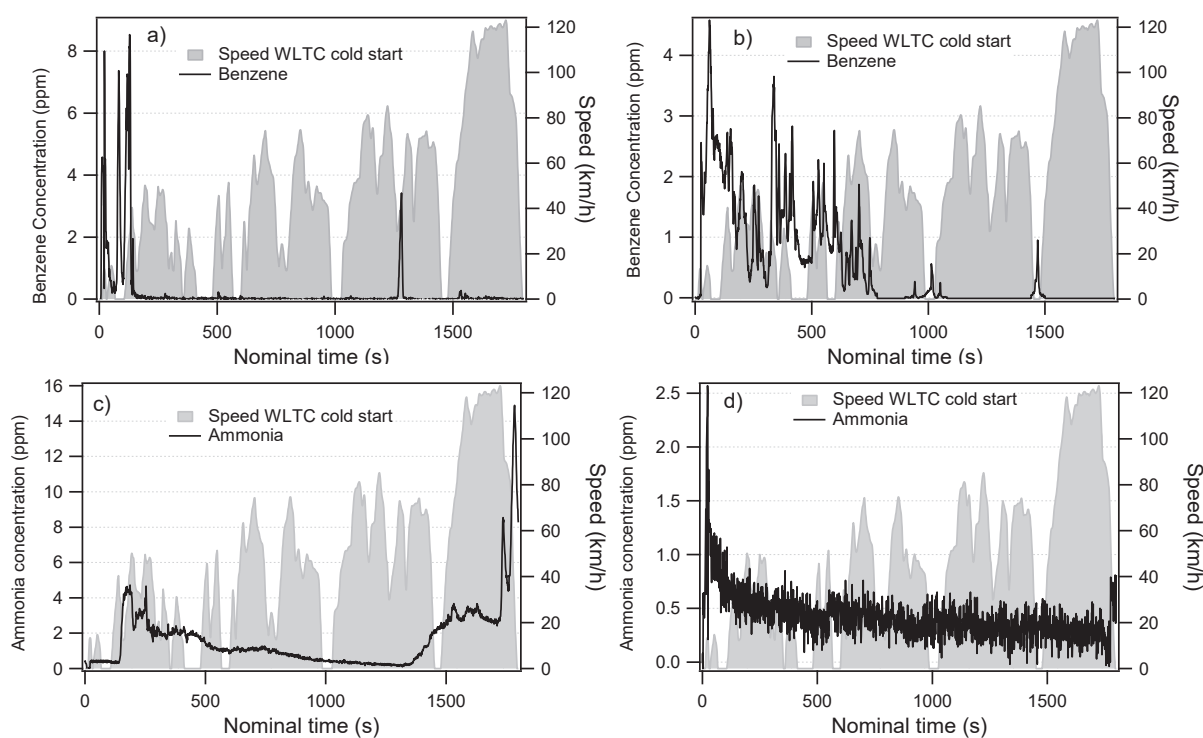 a)
Speed WLTC cold start
Benzene
8
6
4
2
0
Benzene Concentration (ppm)
120
100
80
60
40
20
0
Speed (km/h)
0 500 1000 1500
Nominal time (s)
b)
Speed WLTC cold start
Benzene
4
3
2
1
0
Benzene Concentration (ppm)
120
100
80
60
40
20
0
Speed (km/h)
0 500 1000 1500
Nominal time (s)
c)
Speed WLTC cold start
Ammonia
16
14
12
10
8
6
4
2
0
Ammonia concentration (ppm)
120
100
80
60
40
20
0
Speed (km/h)
0 500 1000 1500
Nominal time (s)
d)
Speed WLTC cold start
Ammonia
2.5
2.0
1.5
1.0
0.5
0.0
Ammonia concentration (ppm)
120
100
80
60
40
20
0
Speed (km/h)
0 500 1000 1500
Nominal time (s)